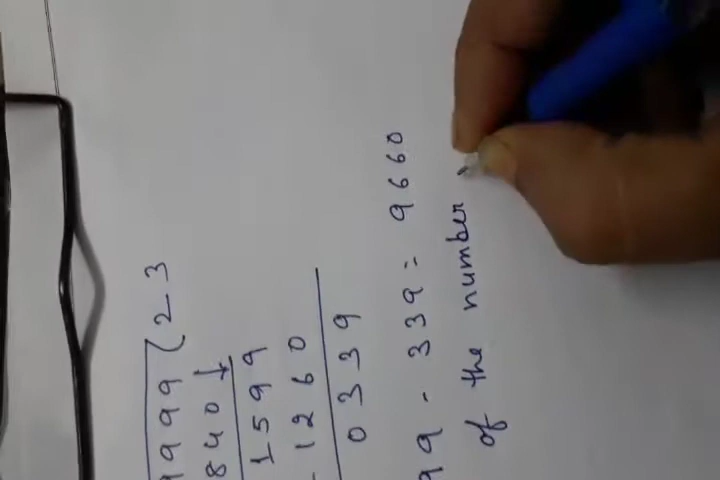 9999 ( 23
840 ↓
1599
- 1260
0339
99 - 339 = 9660
of the number